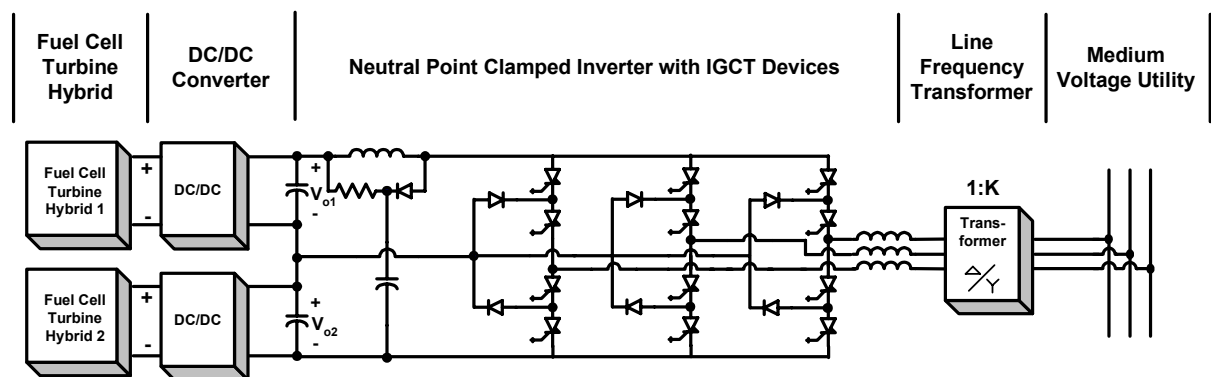 Fuel Cell
Turbine
Hybrid
DC/DC
Converter
Neutral Point Clamped Inverter with IGCT Devices
Line
Frequency
Transformer
Medium
Voltage Utility
Fuel Cell
Turbine
Hybrid 1
+
-
DC/DC
+
Vo1
-
1:K
Trans-
former
Δ/Y
Fuel Cell
Turbine
Hybrid 2
+
-
DC/DC
+
Vo2
-